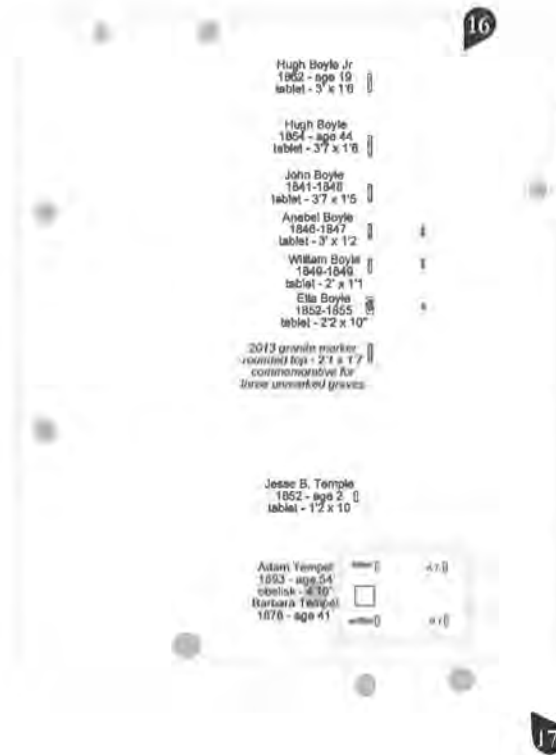 16
Hugh Boyle Jr
1862 - age 19
tablet - 3' x 1'6
Hugh Boyle
1854 - age 44
tablet - 3'7 x 1'6
John Boyle
1841-1848
tablet - 3'7 x 1'5
Anabel Boyle
1846-1847
tablet - 3' x 1'2
William Boyle
1849-1849
tablet - 2' x 1'1
Ella Boyle
1852-1855
tablet - 2'2 x 10"
2013 granite marker
rounded top - 2'1 x 1'7
commemorative for
three unmarked graves
Jesse B. Temple
1852 - age 2
tablet - 1'2 x 10
Adam Tempel
1893 - age 54
obelisk - 4'10"
Barbara Tempel
1876 - age 41
17